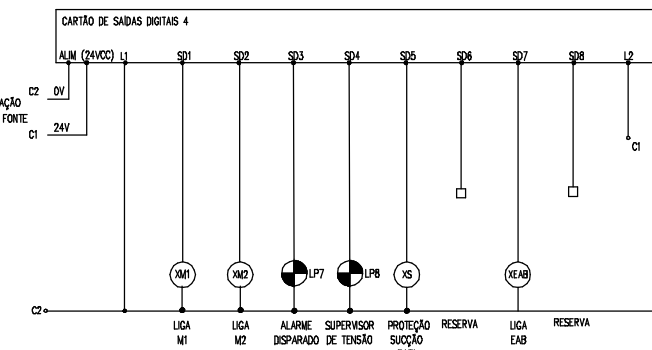 CARTÃO DE SAÍDAS DIGITAIS 4
ALIM (24VCC) L1 SD1 SD2 SD3 SD4 SD5 SD6 SD7 SD8 L2
C2 0V
AÇÃO
FONTE
C1 24V
C1
XM1 XM2 LP7 LP8 XS XEAB
C2
LIGA M1
LIGA M2
ALARME DISPARADO
SUPERVISOR DE TENSÃO
PROTEÇÃO SUCÇÃO
RESERVA
LIGA EAB
RESERVA